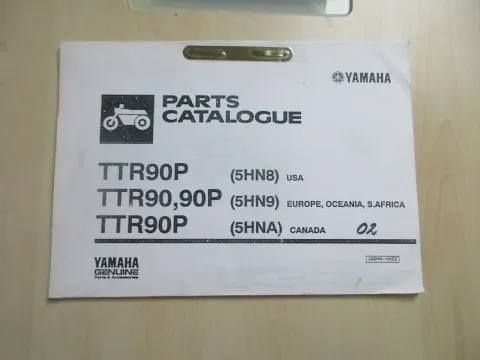 YAMAHA
PARTS
CATALOGUE
TTR90P (5HN8) USA
TTR90,90P (5HN9) EUROPE, OCEANIA, S.AFRICA
TTR90P (5HNA) CANADA 02
YAMAHA
GENUINE
Parts & Accessories